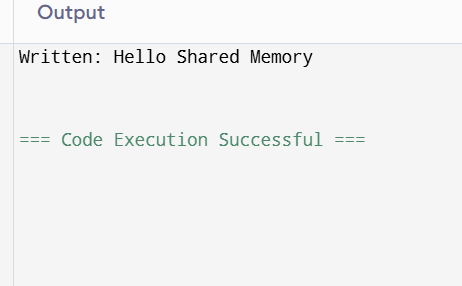 Output
Written: Hello Shared Memory
=== Code Execution Successful ===